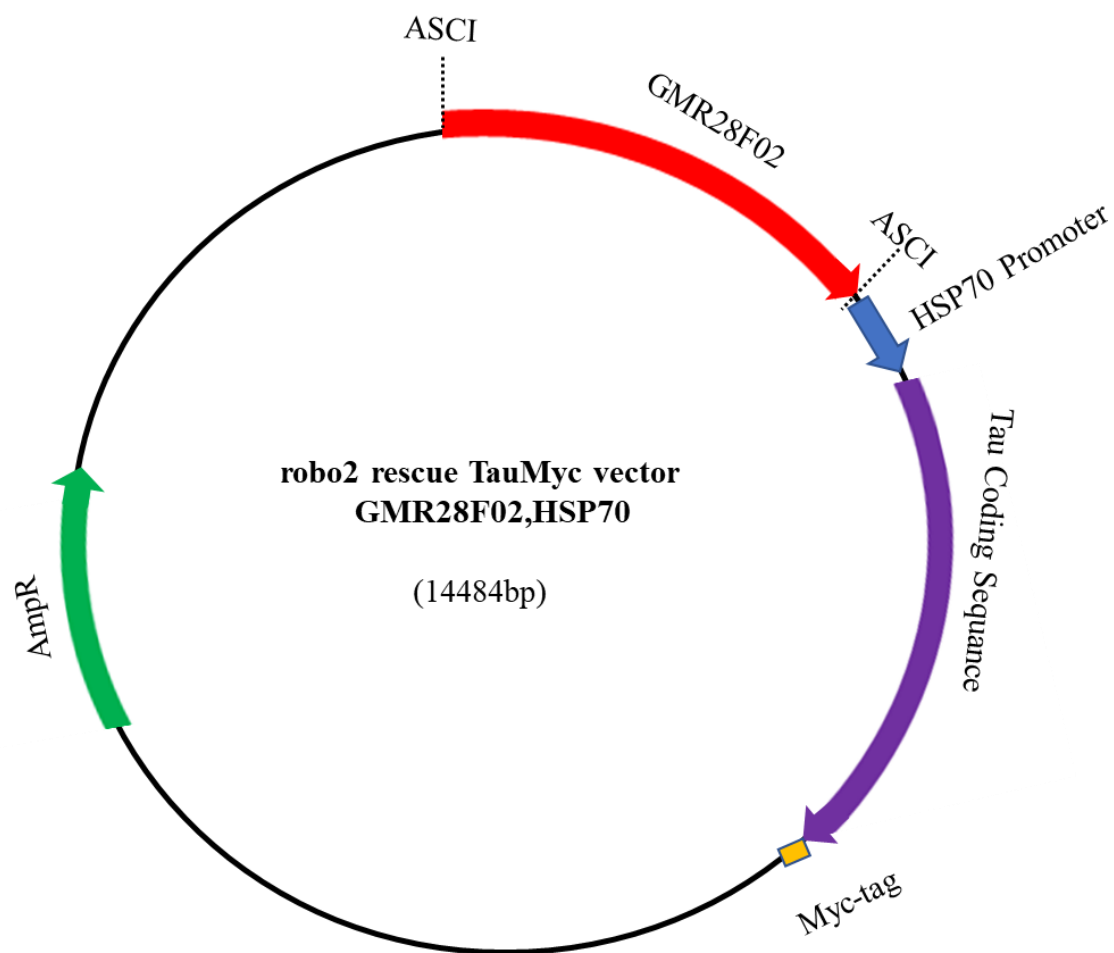 ASCI
GMR28F02
ASCI
HSP70 Promoter
Tau Coding Sequance
robo2 rescue TauMyc vector
GMR28F02,HSP70
(14484bp)
AmpR
Myc-tag